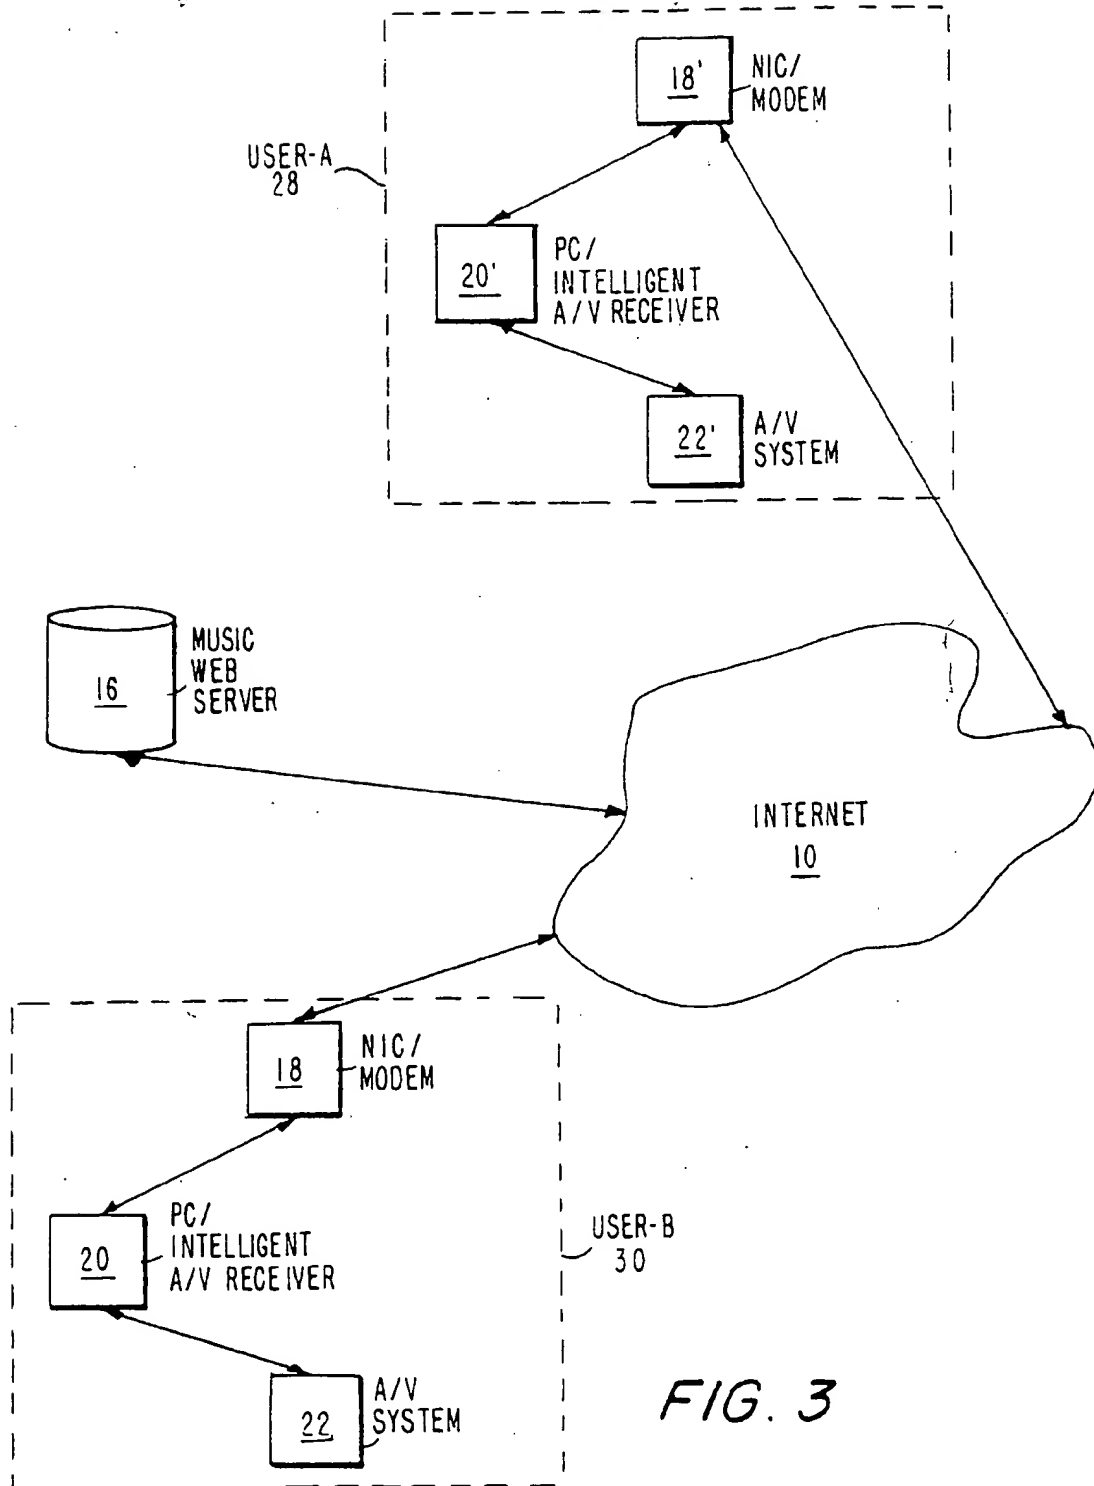 18'
NIC/
MODEM
USER-A
28
20'
PC/
INTELLIGENT
A/V RECEIVER
22'
A/V
SYSTEM
16
MUSIC
WEB
SERVER
INTERNET
10
18
NIC/
MODEM
20
PC/
INTELLIGENT
A/V RECEIVER
USER-B
30
22
A/V
SYSTEM
FIG. 3